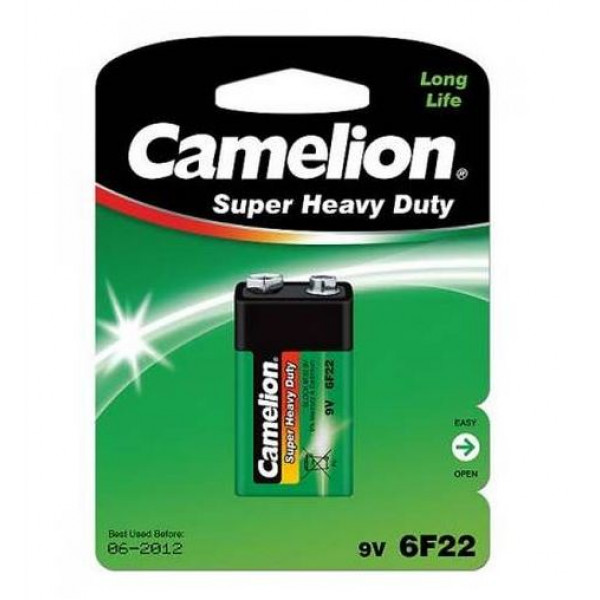 Long
Life
Camelion®
Super Heavy Duty
Camelion®
Super Heavy Duty
9V 6F22
EASY
OPEN
Best Used Before:
06-2012
9V 6F22